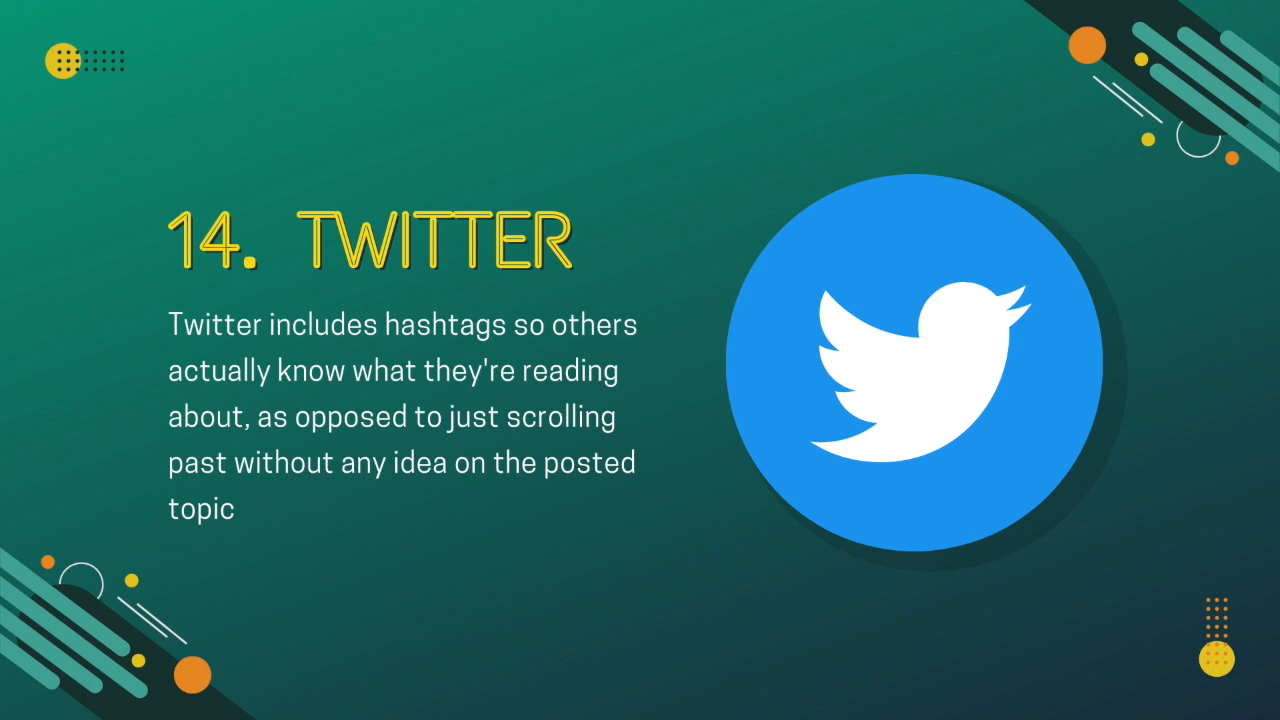 14. TWITTER
Twitter includes hashtags so others
actually know what they're reading
about, as opposed to just scrolling
past without any idea on the posted
topic